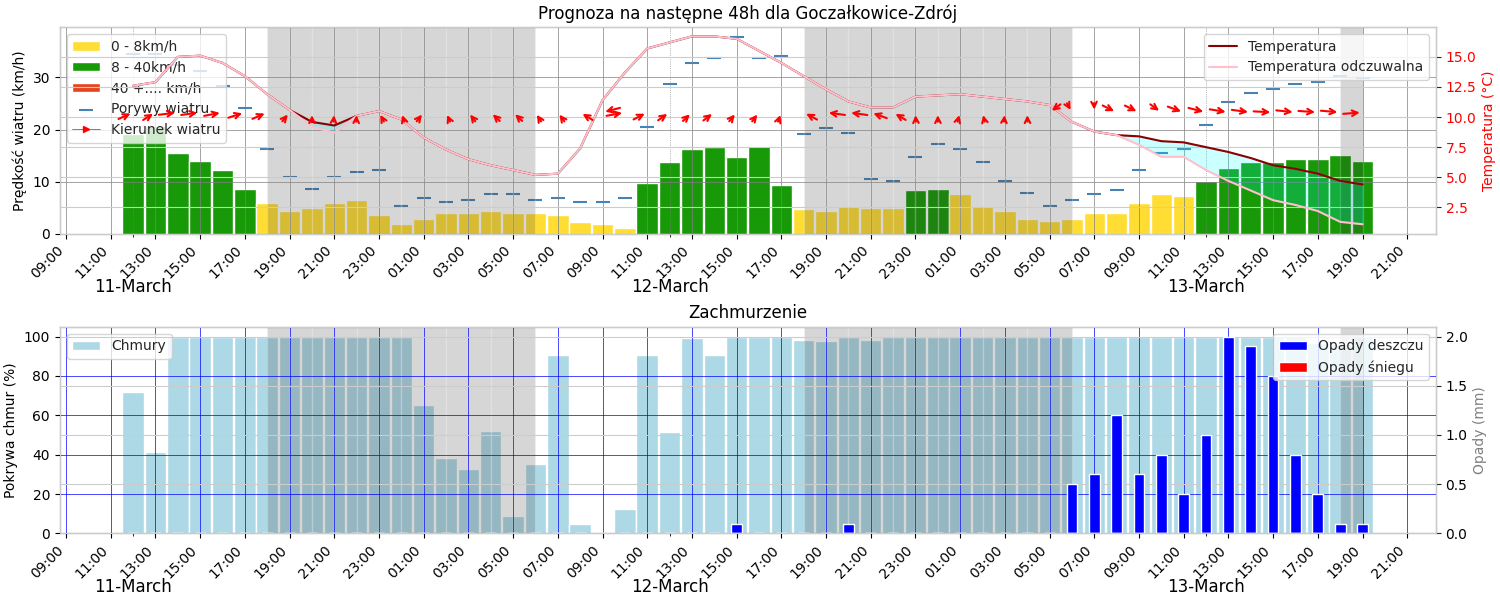 Prognoza na następne 48h dla Goczałkowice-Zdrój
0 - 8km/h
8 - 40km/h
40 +.... km/h
Porywy wiatru
Kierunek wiatru
Temperatura
Temperatura odczuwalna
Prędkość wiatru (km/h)
30
20
10
0
15.0
12.5
10.0
7.5
5.0
2.5
Temperatura (°C)
09:00 11:00 13:00 15:00 17:00 19:00 21:00 23:00 01:00 03:00 05:00 07:00 09:00 11:00 13:00 15:00 17:00 19:00 21:00 23:00 01:00 03:00 05:00 07:00 09:00 11:00 13:00 15:00 17:00 19:00 21:00
11-March 12-March 13-March
Zachmurzenie
Chmury
Opady deszczu
Opady śniegu
Pokrywa chmur (%)
100
80
60
40
20
0
2.0
1.5
1.0
0.5
0.0
Opady (mm)
09:00 11:00 13:00 15:00 17:00 19:00 21:00 23:00 01:00 03:00 05:00 07:00 09:00 11:00 13:00 15:00 17:00 19:00 21:00 23:00 01:00 03:00 05:00 07:00 09:00 11:00 13:00 15:00 17:00 19:00 21:00
11-March 12-March 13-March